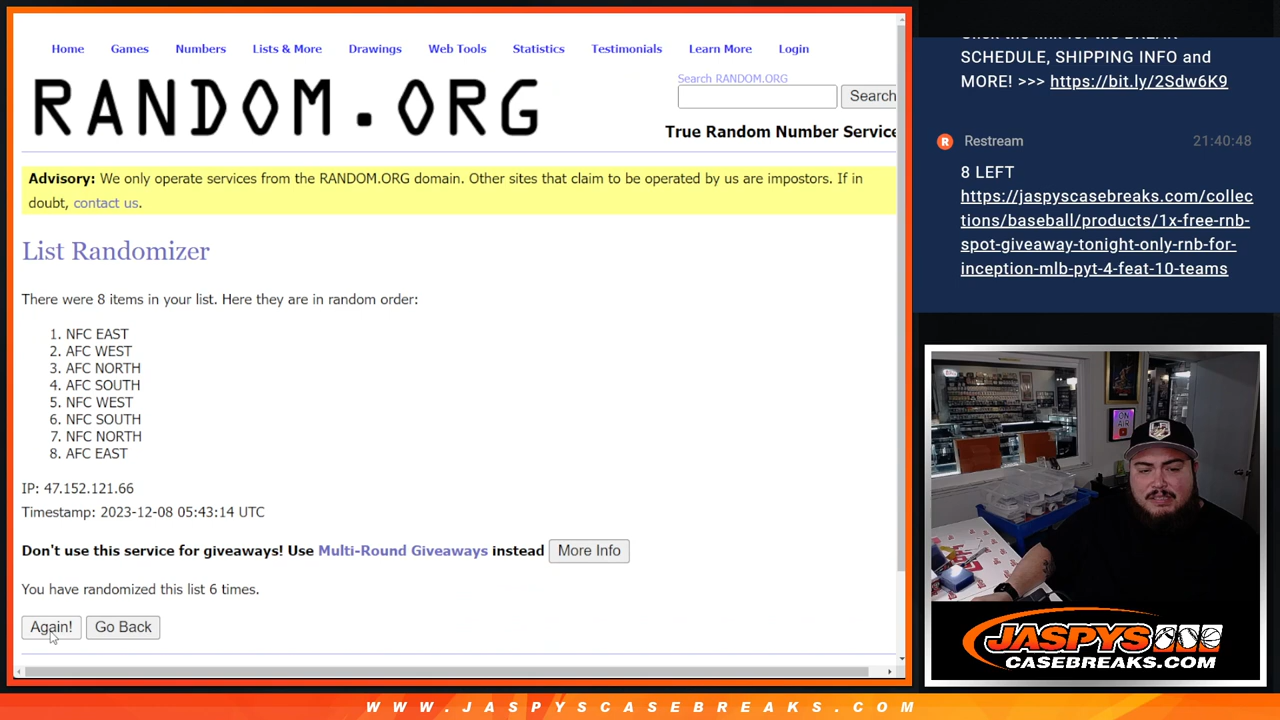 Home Games Numbers Lists & More Drawings Web Tools Statistics Testimonials Learn More Login
RANDOM.ORG
Search RANDOM.ORG
Search
True Random Number Service
Advisory: We only operate services from the RANDOM.ORG domain. Other sites that claim to be operated by us are impostors. If in
doubt, contact us.
List Randomizer
There were 8 items in your list. Here they are in random order:
1. NFC EAST
2. AFC WEST
3. AFC NORTH
4. AFC SOUTH
5. NFC WEST
6. NFC SOUTH
7. NFC NORTH
8. AFC EAST
IP: 47.152.121.66
Timestamp: 2023-12-08 05:43:14 UTC
Don't use this service for giveaways! Use Multi-Round Giveaways instead More Info
You have randomized this list 6 times.
Again! Go Back
Click the link for the BREAK
SCHEDULE, SHIPPING INFO and
MORE! >>> https://bit.ly/2Sdw6K9
R Restream 21:40:48
8 LEFT
https://jaspyscasebreaks.com/collec
tions/baseball/products/1x-free-rnb-
spot-giveaway-tonight-only-rnb-for-
inception-mlb-pyt-4-feat-10-teams
ON
AIR
JASPYS
CASEBREAKS.COM
WWW.JASPYSCASEBREAKS.COM